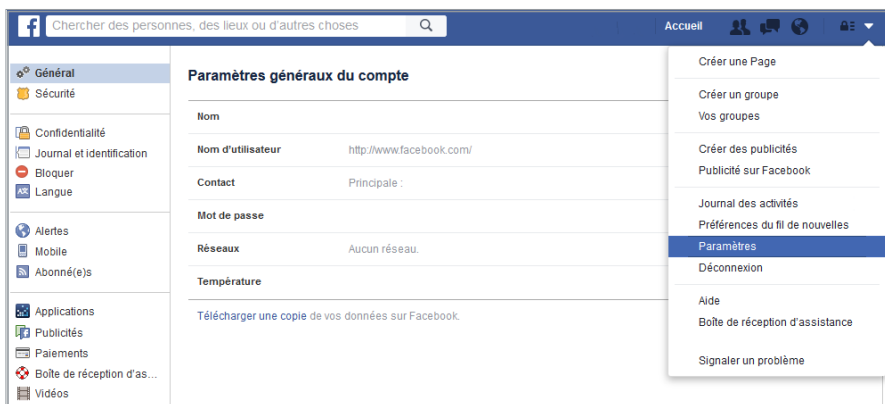 f Chercher des personnes, des lieux ou d'autres choses Accueil
Général
Sécurité
Confidentialité
Journal et identification
Bloquer
Langue
Alertes
Mobile
Abonné(e)s
Applications
Publicités
Paiements
Boîte de réception d'as...
Vidéos
Paramètres généraux du compte
Nom
Nom d'utilisateur http://www.facebook.com/
Contact Principale :
Mot de passe
Réseaux Aucun réseau.
Température
Télécharger une copie de vos données sur Facebook.
Créer une Page
Créer un groupe
Vos groupes
Créer des publicités
Publicité sur Facebook
Journal des activités
Préférences du fil de nouvelles
Paramètres
Déconnexion
Aide
Boîte de réception d'assistance
Signaler un problème